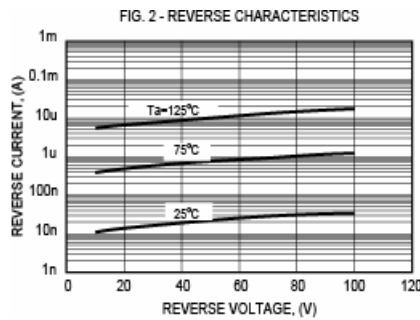 FIG. 2 - REVERSE CHARACTERISTICS
REVERSE CURRENT, (A)
1m
0.1m
10u
1u
100n
10n
1n
Ta=125°C
75°C
25°C
0 20 40 60 80 100 120
REVERSE VOLTAGE, (V)